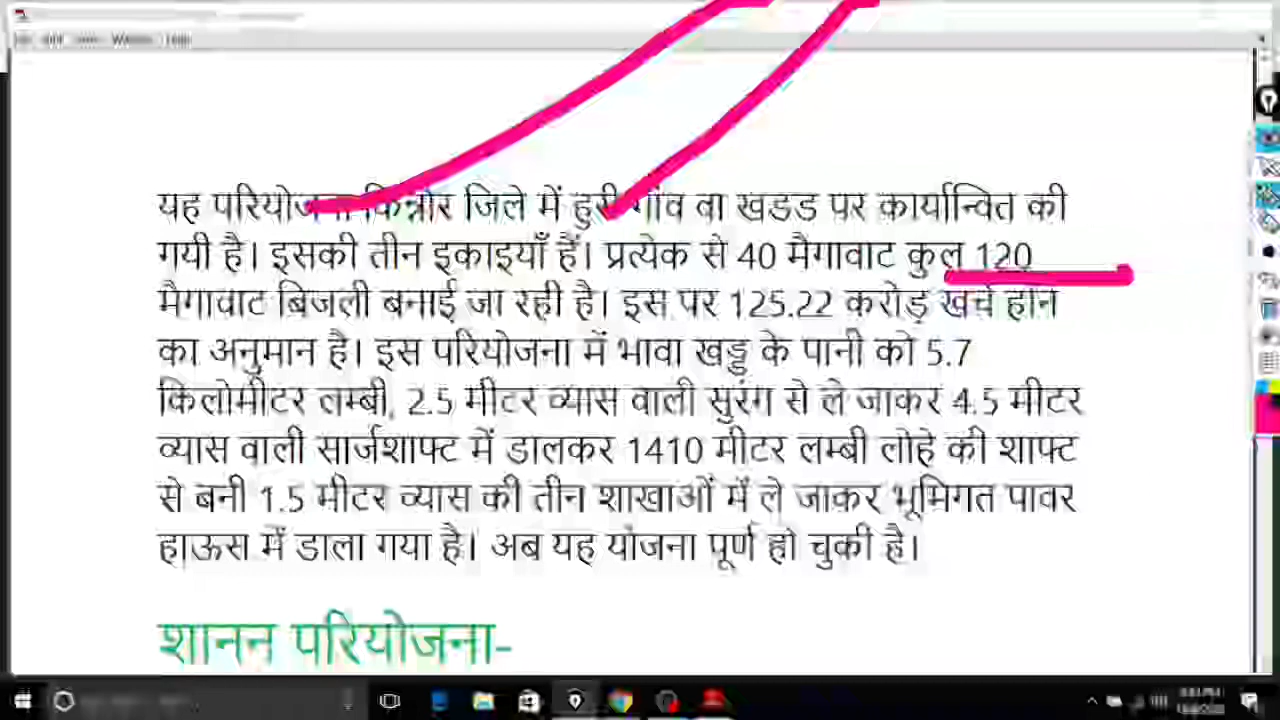 यह परियोजना किन्नौर जिले में हुरी गांव वा खडड पर कार्यान्वित की
गयी है। इसकी तीन इकाइयाँ हैं। प्रत्येक से 40 मैगावाट कुल 120
मैगावाट बिजली बनाई जा रही है। इस पर 125.22 करोड़ खर्च होने
का अनुमान है। इस परियोजना में भावा खड्ड के पानी को 5.7
किलोमीटर लम्बी, 2.5 मीटर व्यास वाली सुरंग से ले जाकर 4.5 मीटर
व्यास वाली सार्जशाफ्ट में डालकर 1410 मीटर लम्बी लोहे की शाफ्ट
से बनी 1.5 मीटर व्यास की तीन शाखाओं में ले जाकर भूमिगत पावर
हाऊस में डाला गया है। अब यह योजना पूर्ण हो चुकी है।
शानन परियोजना-